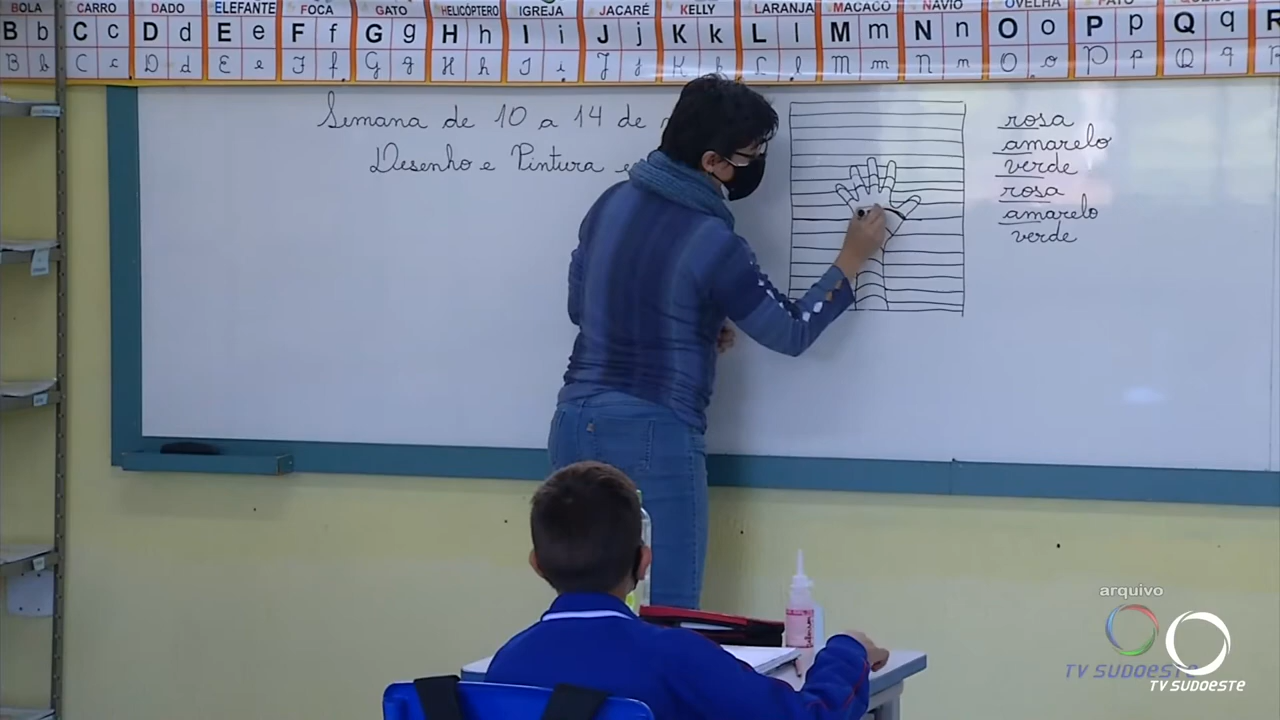 BOLA CARRO DADO ELEFANTE FOCA GATO HELICÓPTERO IGREJA JACARÉ KELLY LARANJA MACACO NAVIO OVELHA PATO
B b C c D d E e F f G g H h I i J j K k L l M m N n O o P p Q q R
B b C c D d E e F f G g H h I i J j K k L l M m N n O o P p Q q
Semana de 10 a 14 de
Desenho e Pintura e
rosa
amarelo
verde
rosa
amarelo
verde
arquivo
TV SUDOESTE
TV SUDOESTE